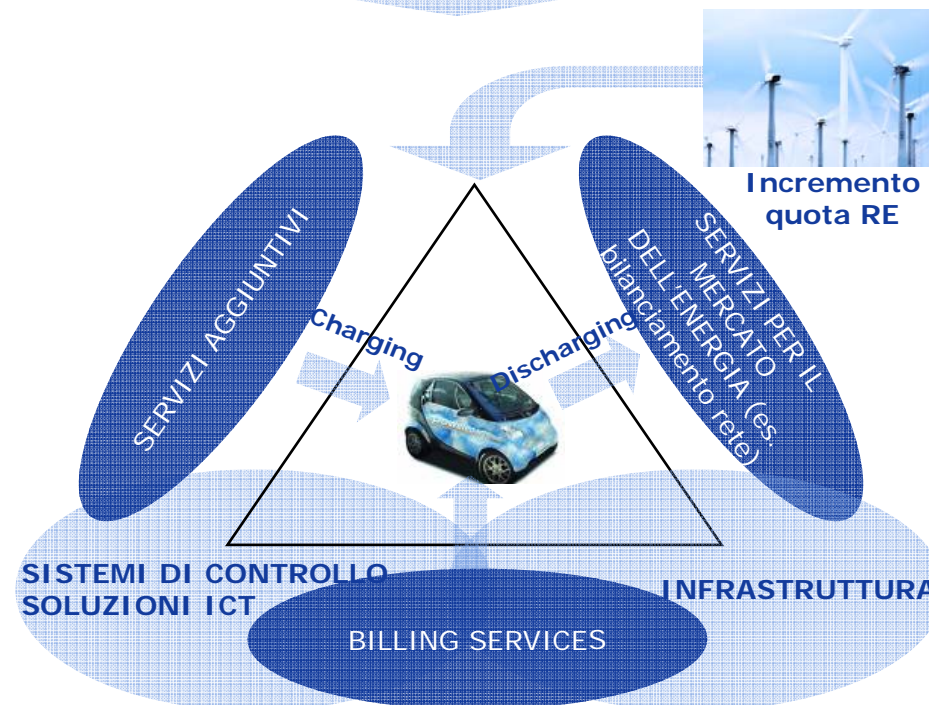 Incremento
quota RE
SERVIZI AGGIUNTIVI
Charging
Discharging
SERVIZI PER IL
MERCATO
DELL'ENERGIA (es.
bilanciamento rete)
SISTEMI DI CONTROLLO
SOLUZIONI ICT
INFRASTRUTTURA
BILLING SERVICES